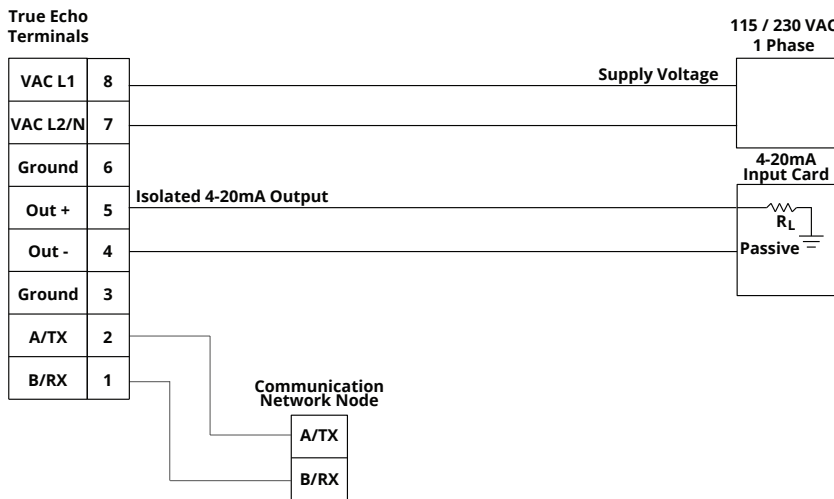 True Echo
Terminals
115 / 230 VAC
1 Phase
VAC L1 8
Supply Voltage
VAC L2/N 7
Ground 6
4-20mA
Input Card
Out + 5
Isolated 4-20mA Output
RL
Out - 4
Passive
Ground 3
A/TX 2
B/RX 1
Communication
Network Node
A/TX
B/RX